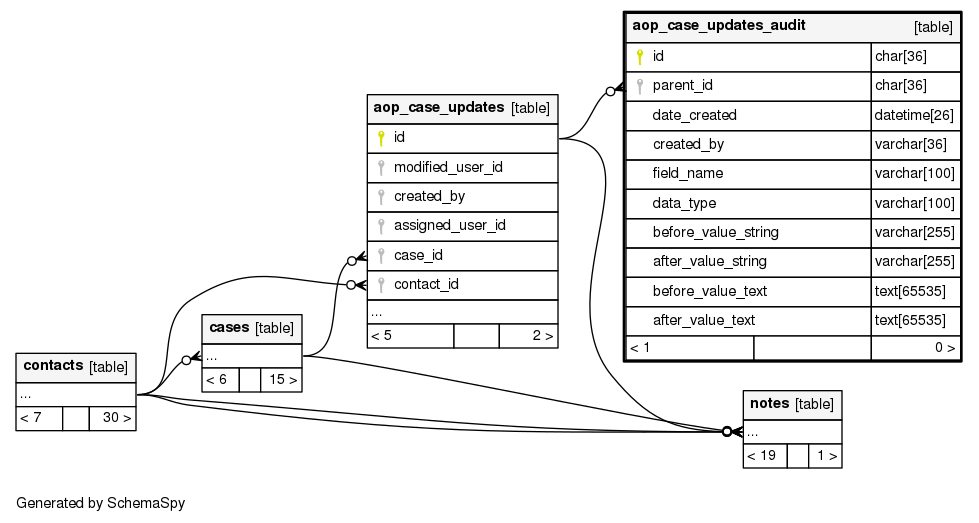 aop_case_updates_audit [table]
id char[36]
parent_id char[36]
date_created datetime[26]
created_by varchar[36]
field_name varchar[100]
data_type varchar[100]
before_value_string varchar[255]
after_value_string varchar[255]
before_value_text text[65535]
after_value_text text[65535]
< 1 0 >
aop_case_updates [table]
id
modified_user_id
created_by
assigned_user_id
case_id
contact_id
...
< 5 2 >
cases [table]
...
< 6 15 >
contacts [table]
...
< 7 30 >
notes [table]
...
< 19 1 >
Generated by SchemaSpy